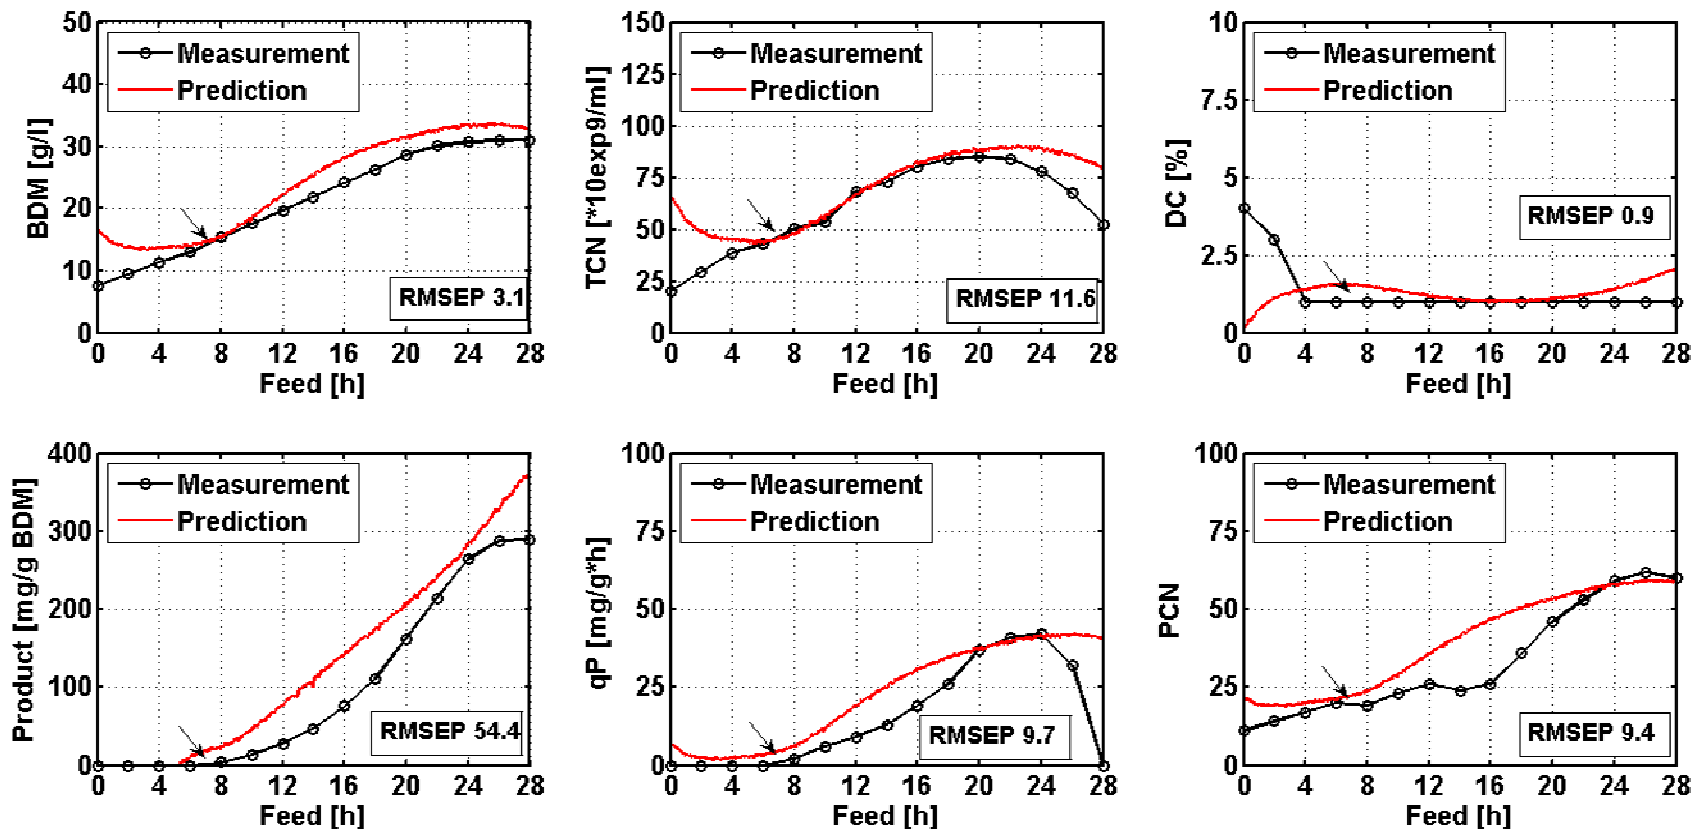 50
40
30
20
10
0
BDM [g/l]
Measurement
Prediction
RMSEP 3.1
0 4 8 12 16 20 24 28
Feed [h]
150
125
100
75
50
25
0
TCN [*10exp9/ml]
Measurement
Prediction
RMSEP 11.6
0 4 8 12 16 20 24 28
Feed [h]
10
7.5
5
2.5
0
DC [%]
Measurement
Prediction
RMSEP 0.9
0 4 8 12 16 20 24 28
Feed [h]
400
300
200
100
0
Product [mg/g BDM]
Measurement
Prediction
RMSEP 54.4
0 4 8 12 16 20 24 28
Feed [h]
100
75
50
25
0
qP [mg/g*h]
Measurement
Prediction
RMSEP 9.7
0 4 8 12 16 20 24 28
Feed [h]
100
75
50
25
0
PCN
Measurement
Prediction
RMSEP 9.4
0 4 8 12 16 20 24 28
Feed [h]